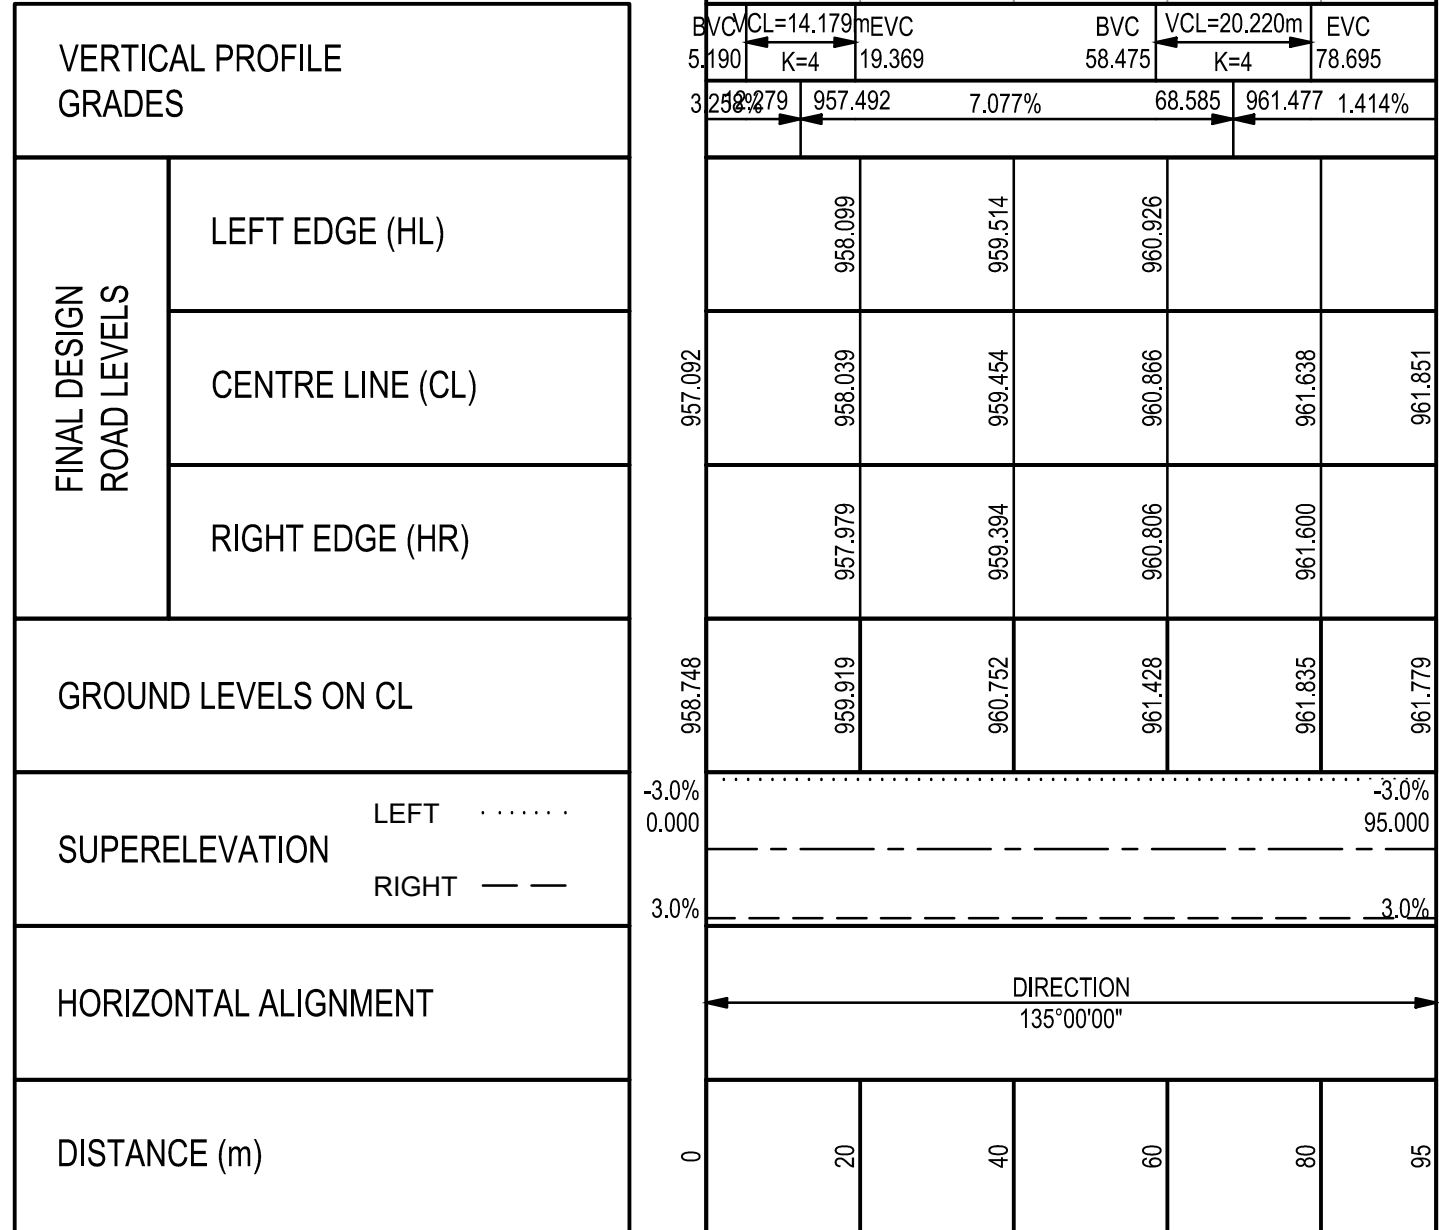 VERTICAL PROFILE
GRADES
BVC
VCL=14.179m
EVC
BVC
VCL=20.220m
EVC
5.190
K=4
19.369
58.475
K=4
78.695
3.258%
12.279
957.492
7.077%
68.585
961.477
1.414%
FINAL DESIGN
ROAD LEVELS
LEFT EDGE (HL)
958.099
959.514
960.926
CENTRE LINE (CL)
957.092
958.039
959.454
960.866
961.638
961.851
RIGHT EDGE (HR)
957.979
959.394
960.806
961.600
GROUND LEVELS ON CL
958.748
959.919
960.752
961.428
961.835
961.779
SUPERELEVATION
LEFT
RIGHT
-3.0%
0.000
3.0%
-3.0%
95.000
3.0%
HORIZONTAL ALIGNMENT
DIRECTION
135°00'00"
DISTANCE (m)
0
20
40
60
80
95